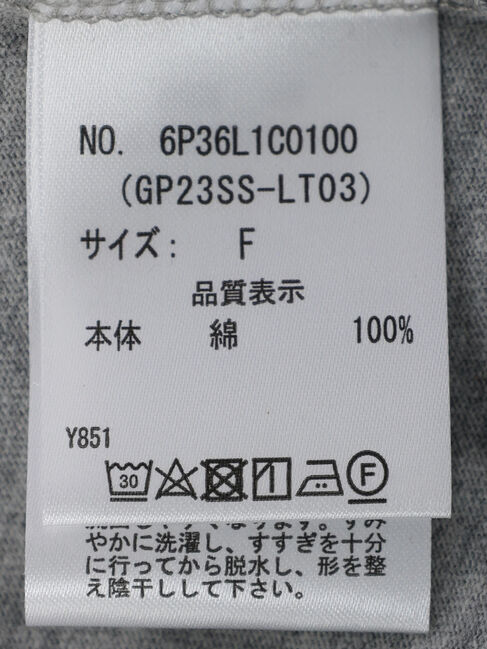 NO. 6P36L1C0100
(GP23SS-LT03)
サイズ: F
品質表示
本体 綿 100%
Y851
30 F
やかに洗濯し、すすぎを十分
に行ってから脱水し、形を整
え陰干しして下さい。